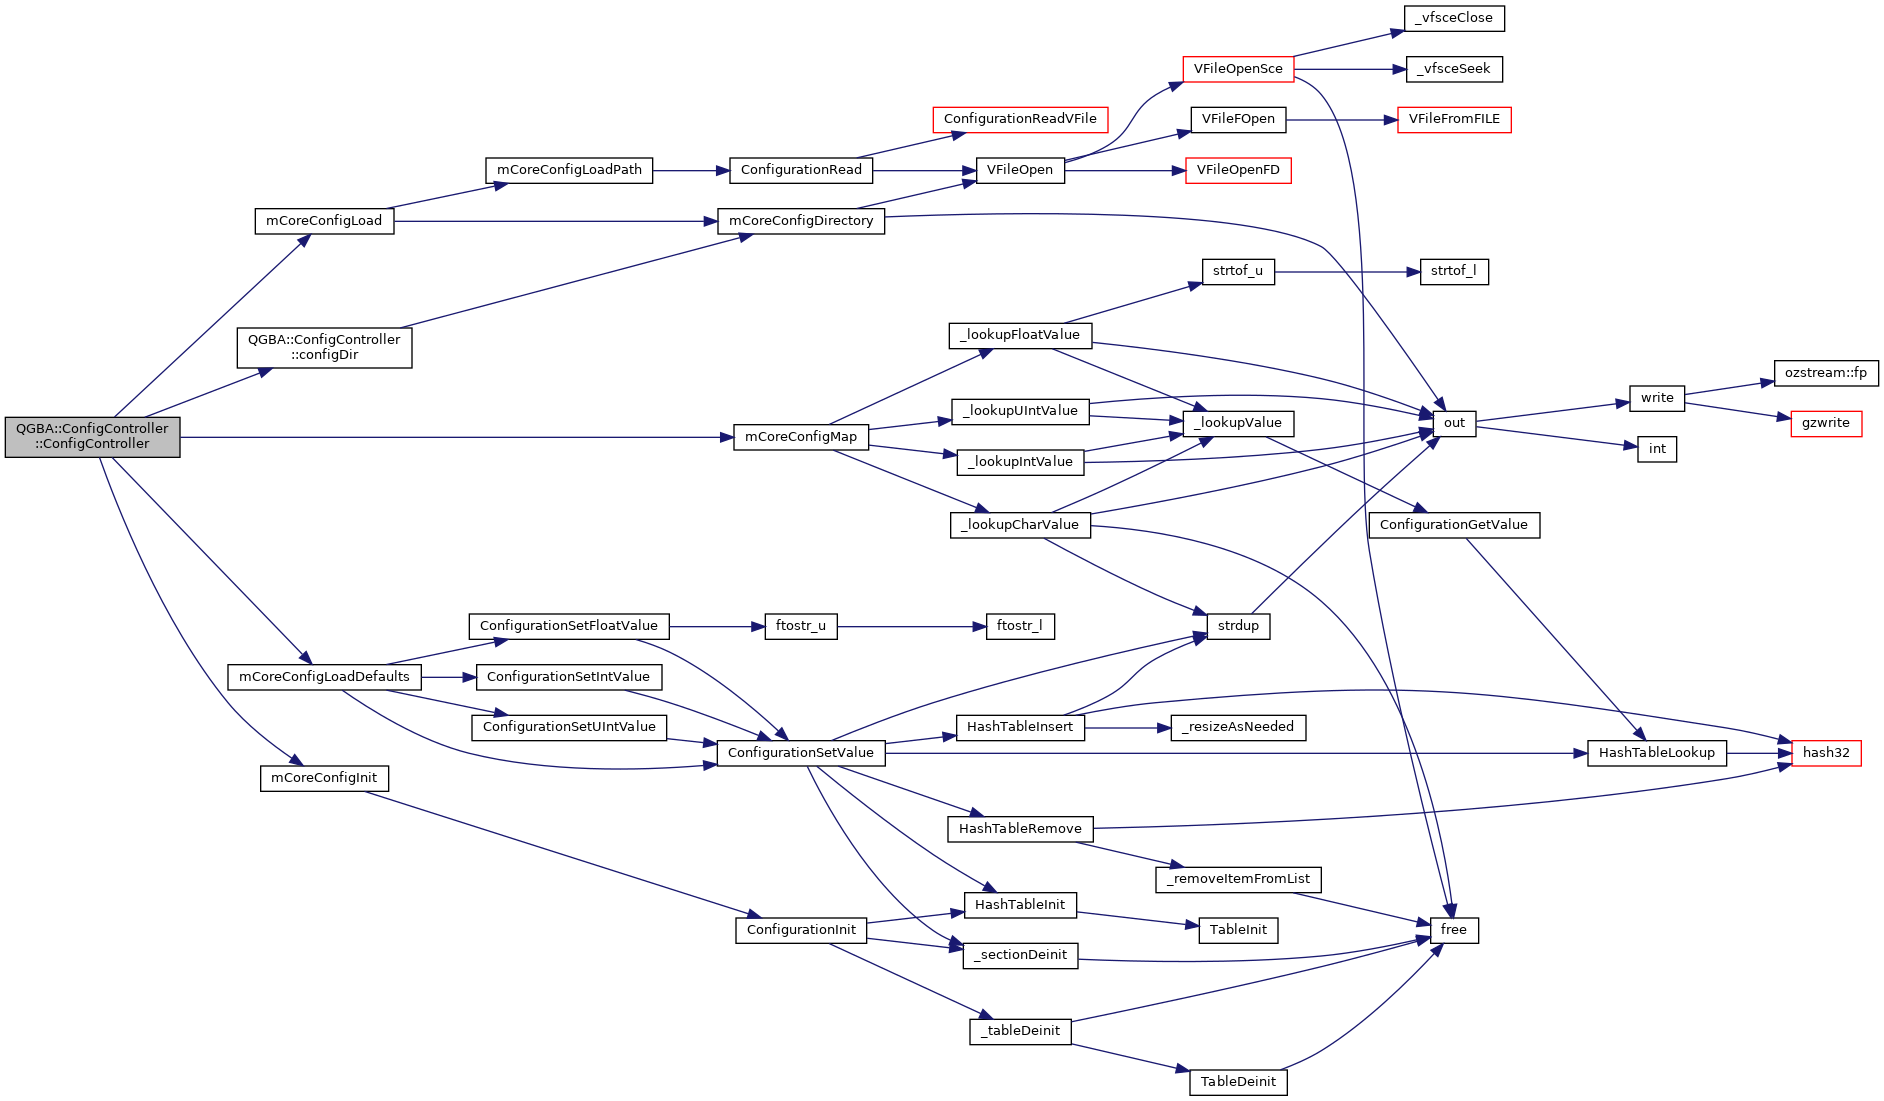 _vfsceClose
VFileOpenSce
_vfsceSeek
ConfigurationReadVFile
VFileFOpen
VFileFromFILE
mCoreConfigLoadPath
ConfigurationRead
VFileOpen
VFileOpenFD
mCoreConfigLoad
mCoreConfigDirectory
strtof_u
strtof_l
QGBA::ConfigController
::configDir
_lookupFloatValue
ozstream::fp
write
_lookupUIntValue
_lookupValue
out
gzwrite
QGBA::ConfigController
::ConfigController
mCoreConfigMap
int
_lookupIntValue
_lookupCharValue
ConfigurationGetValue
ConfigurationSetFloatValue
ftostr_u
ftostr_l
strdup
mCoreConfigLoadDefaults
ConfigurationSetIntValue
ConfigurationSetUIntValue
HashTableInsert
_resizeAsNeeded
ConfigurationSetValue
HashTableLookup
hash32
mCoreConfigInit
HashTableRemove
_removeItemFromList
HashTableInit
ConfigurationInit
TableInit
free
_sectionDeinit
_tableDeinit
TableDeinit